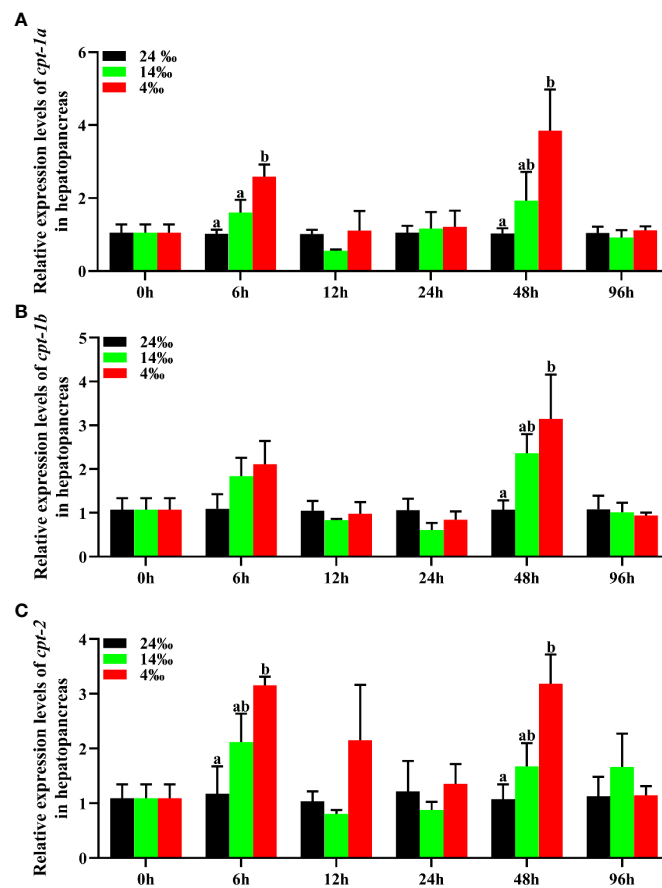 A
Relative expression levels of cpt-1a
in hepatopancreas
6
4
2
0
24 ‰
14‰
4‰
a
a
b
a
ab
b
0h 6h 12h 24h 48h 96h
B
Relative expression levels of cpt-1b
in hepatopancreas
5
4
3
2
1
0
24‰
14‰
4‰
a
ab
b
0h 6h 12h 24h 48h 96h
C
Relative expression levels of cpt-2
in hepatopancreas
4
3
2
1
0
24‰
14‰
4‰
a
ab
b
a
ab
b
0h 6h 12h 24h 48h 96h